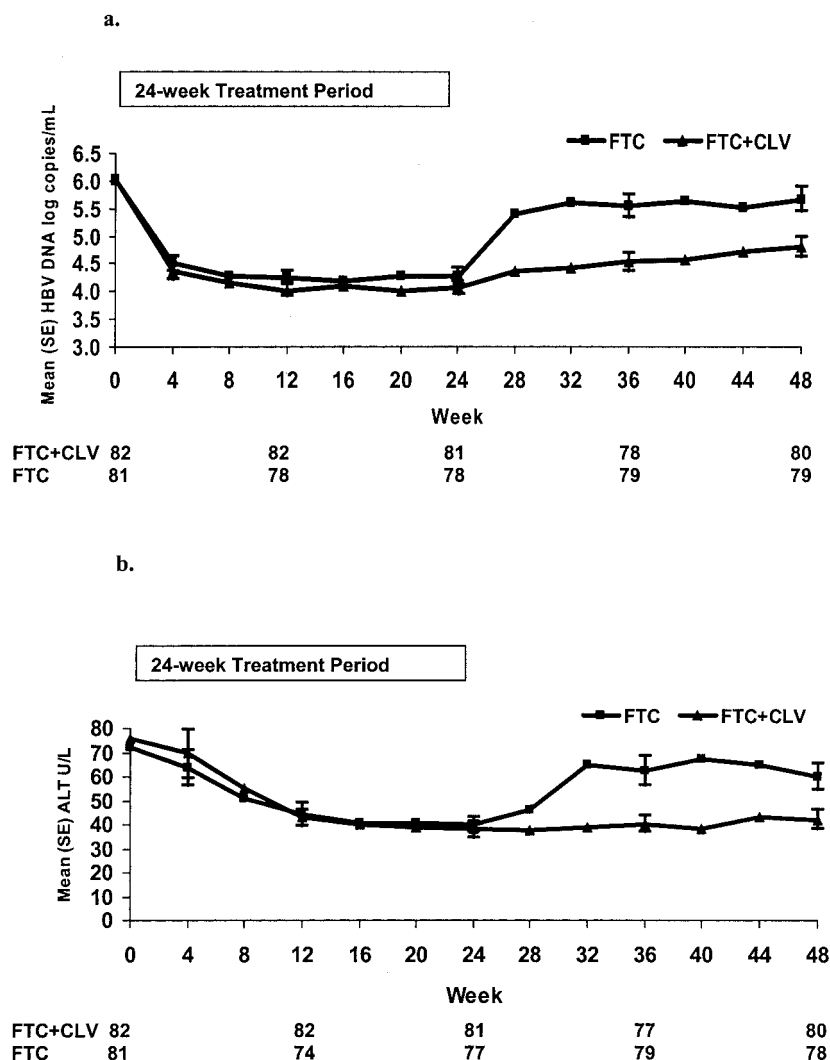 a.
24-week Treatment Period
FTC FTC+CLV
Mean (SE) HBV DNA log copies/mL
6.5
6.0
5.5
5.0
4.5
4.0
3.5
3.0
0 4 8 12 16 20 24 28 32 36 40 44 48
Week
FTC+CLV 82 82 81 78 80
FTC 81 78 78 79 79
b.
24-week Treatment Period
FTC FTC+CLV
Mean (SE) ALT U/L
80
70
60
50
40
30
20
10
0
0 4 8 12 16 20 24 28 32 36 40 44 48
Week
FTC+CLV 82 82 81 77 80
FTC 81 74 77 79 78